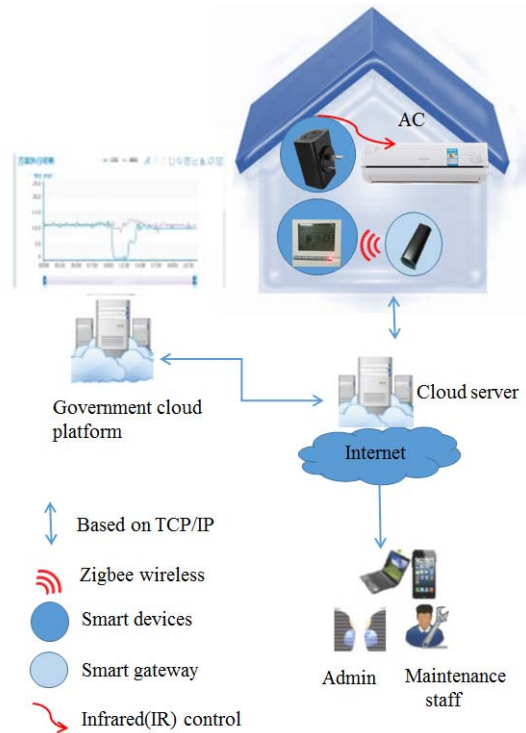 AC
Government cloud
platform
Cloud server
Internet
Based on TCP/IP
Zigbee wireless
Smart devices
Smart gateway
Infrared(IR) control
Admin
Maintenance
staff